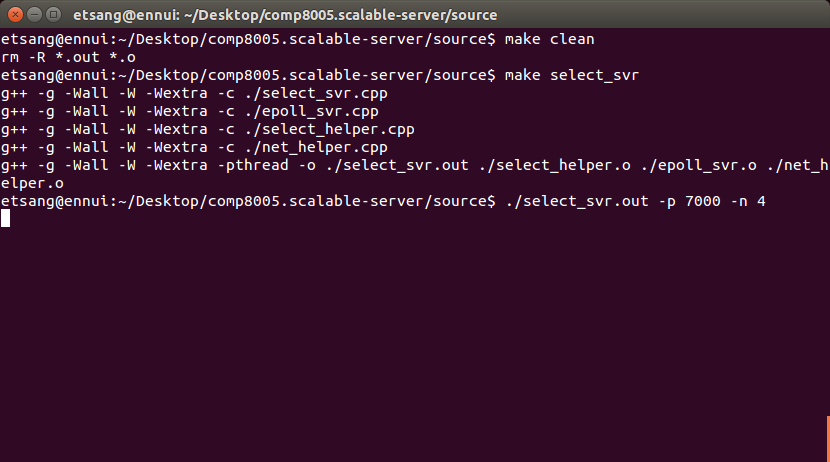 etsang@ennui: ~/Desktop/comp8005.scalable-server/source
etsang@ennui:~/Desktop/comp8005.scalable-server/source$ make clean
rm -R *.out *.o
etsang@ennui:~/Desktop/comp8005.scalable-server/source$ make select_svr
g++ -g -Wall -W -Wextra -c ./select_svr.cpp
g++ -g -Wall -W -Wextra -c ./epoll_svr.cpp
g++ -g -Wall -W -Wextra -c ./select_helper.cpp
g++ -g -Wall -W -Wextra -c ./net_helper.cpp
g++ -g -Wall -W -Wextra -pthread -o ./select_svr.out ./select_helper.o ./epoll_svr.o ./net_h
elper.o
etsang@ennui:~/Desktop/comp8005.scalable-server/source$ ./select_svr.out -p 7000 -n 4